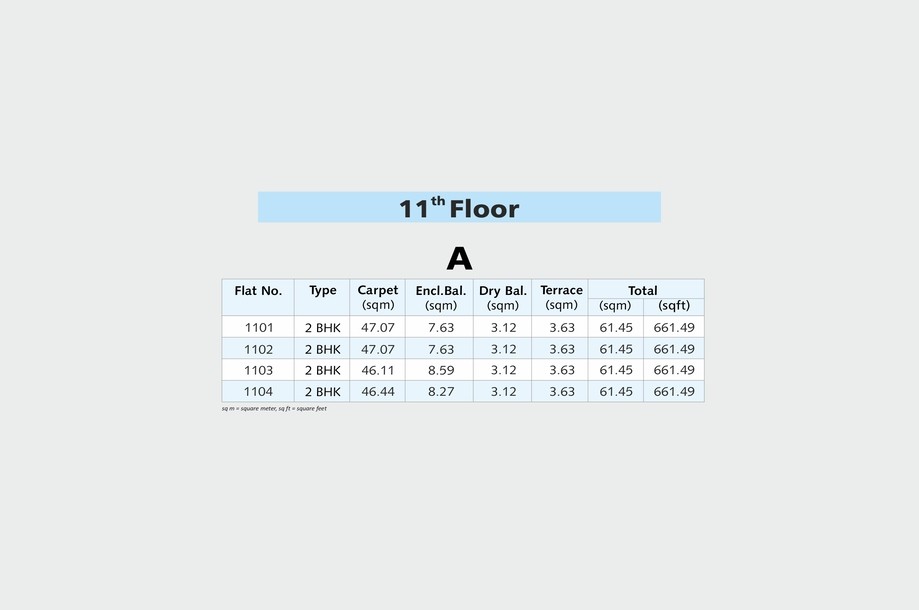 11th Floor
A
Flat No. Type Carpet (sqm) Encl.Bal. (sqm) Dry Bal. (sqm) Terrace (sqm) Total (sqm) (sqft)
1101 2 BHK 47.07 7.63 3.12 3.63 61.45 661.49
1102 2 BHK 47.07 7.63 3.12 3.63 61.45 661.49
1103 2 BHK 46.11 8.59 3.12 3.63 61.45 661.49
1104 2 BHK 46.44 8.27 3.12 3.63 61.45 661.49
sq m = square meter, sq ft = square feet